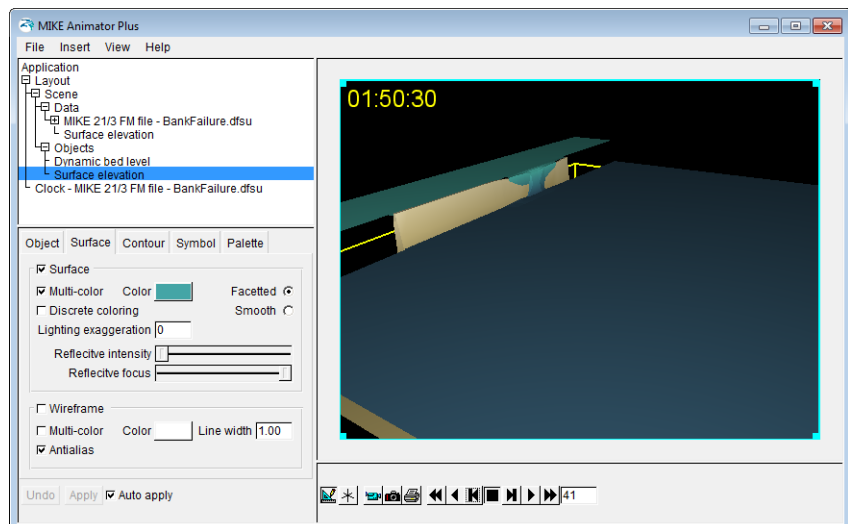 MIKE Animator Plus
File Insert View Help
Application
Layout
Scene
Data
MIKE 21/3 FM file - BankFailure.dfsu
Surface elevation
Objects
Dynamic bed level
Surface elevation
Clock - MIKE 21/3 FM file - BankFailure.dfsu
01:50:30
Object Surface Contour Symbol Palette
Surface
Multi-color Color Facetted
Discrete coloring Smooth
Lighting exaggeration 0
Reflecitve intensity
Reflecitve focus
Wireframe
Multi-color Color Line width 1.00
Antialias
Undo Apply Auto apply
41